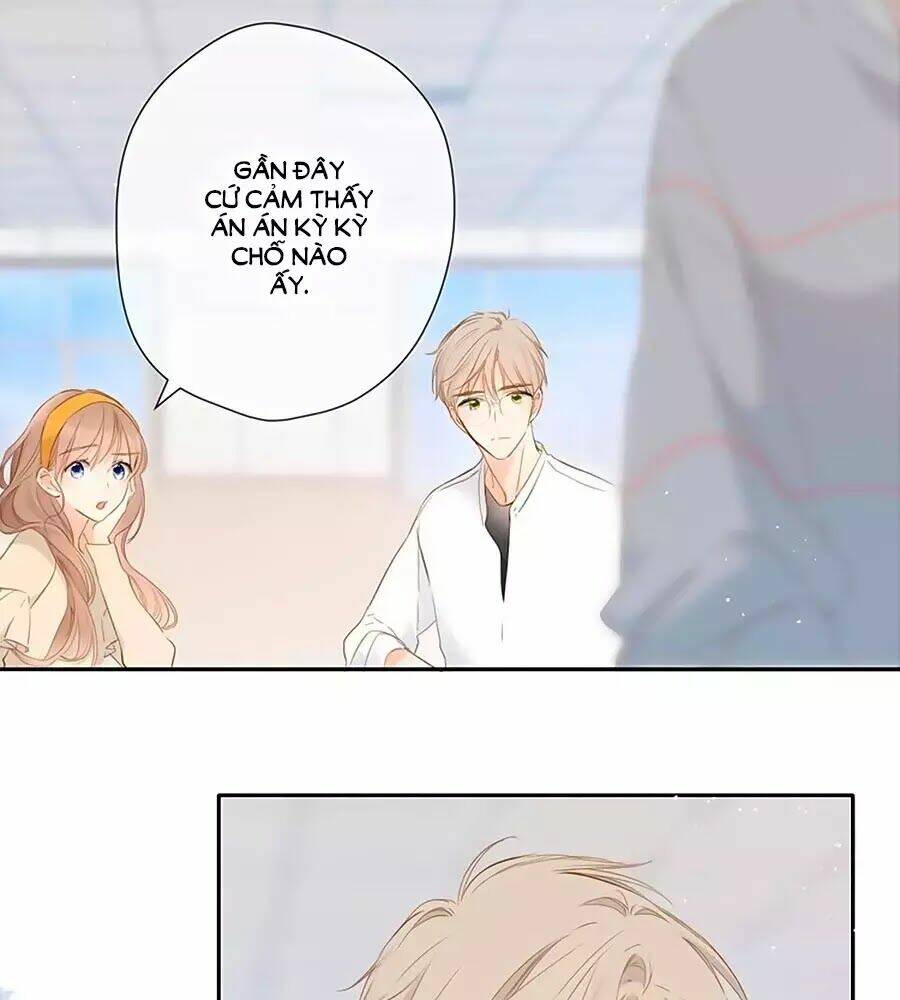 GẦN ĐÂY
CỨ CẢM THẤY
ÁN ÁN KỲ KỲ
CHỖ NÀO
ẤY.